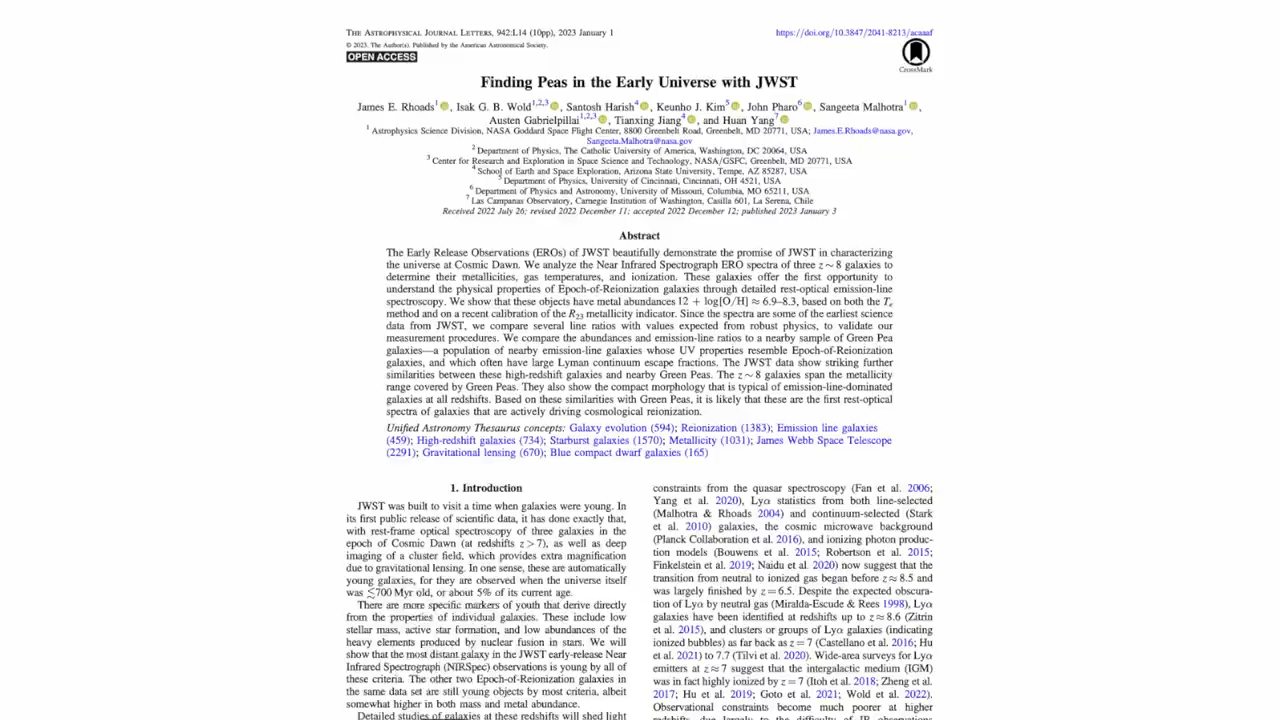 THE ASTROPHYSICAL JOURNAL LETTERS, 942:L14 (10pp), 2023 January 1
https://doi.org/10.3847/2041-8213/acaaaf
© 2023. The Author(s). Published by the American Astronomical Society.
OPEN ACCESS
CrossMark
Finding Peas in the Early Universe with JWST
James E. Rhoads1, Isak G. B. Wold1,2,3, Santosh Harish4, Keunho J. Kim5, John Pharo6, Sangeeta Malhotra1,
Austen Gabrielpillai1,2,3, Tianxing Jiang4, and Huan Yang7
1 Astrophysics Science Division, NASA Goddard Space Flight Center, 8800 Greenbelt Road, Greenbelt, MD 20771, USA; James.E.Rhoads@nasa.gov,
Sangeeta.Malhotra@nasa.gov
2 Department of Physics, The Catholic University of America, Washington, DC 20064, USA
3 Center for Research and Exploration in Space Science and Technology, NASA/GSFC, Greenbelt, MD 20771, USA
4 School of Earth and Space Exploration, Arizona State University, Tempe, AZ 85287, USA
5 Department of Physics, University of Cincinnati, Cincinnati, OH 4521, USA
6 Department of Physics and Astronomy, University of Missouri, Columbia, MO 65211, USA
7 Las Campanas Observatory, Carnegie Institution of Washington, Casilla 601, La Serena, Chile
Received 2022 July 26; revised 2022 December 11; accepted 2022 December 12; published 2023 January 3
Abstract
The Early Release Observations (EROs) of JWST beautifully demonstrate the promise of JWST in characterizing
the universe at Cosmic Dawn. We analyze the Near Infrared Spectrograph ERO spectra of three z ~ 8 galaxies to
determine their metallicities, gas temperatures, and ionization. These galaxies offer the first opportunity to
understand the physical properties of Epoch-of-Reionization galaxies through detailed rest-optical emission-line
spectroscopy. We show that these objects have metal abundances 12 + log[O/H] ≈ 6.9–8.3, based on both the Te
method and on a recent calibration of the R23 metallicity indicator. Since the spectra are some of the earliest science
data from JWST, we compare several line ratios with values expected from robust physics, to validate our
measurement procedures. We compare the abundances and emission-line ratios to a nearby sample of Green Pea
galaxies—a population of nearby emission-line galaxies whose UV properties resemble Epoch-of-Reionization
galaxies, and which often have large Lyman continuum escape fractions. The JWST data show striking further
similarities between these high-redshift galaxies and nearby Green Peas. The z ~ 8 galaxies span the metallicity
range covered by Green Peas. They also show the compact morphology that is typical of emission-line-dominated
galaxies at all redshifts. Based on these similarities with Green Peas, it is likely that these are the first rest-optical
spectra of galaxies that are actively driving cosmological reionization.
Unified Astronomy Thesaurus concepts: Galaxy evolution (594); Reionization (1383); Emission line galaxies
(459); High-redshift galaxies (734); Starburst galaxies (1570); Metallicity (1031); James Webb Space Telescope
(2291); Gravitational lensing (670); Blue compact dwarf galaxies (165)
1. Introduction
JWST was built to visit a time when galaxies were young. In
its first public release of scientific data, it has done exactly that,
with rest-frame optical spectroscopy of three galaxies in the
epoch of Cosmic Dawn (at redshifts z > 7), as well as deep
imaging of a cluster field, which provides extra magnification
due to gravitational lensing. In one sense, these are automatically
young galaxies, for they are observed when the universe itself
was ≲700 Myr old, or about 5% of its current age.
There are more specific markers of youth that derive directly
from the properties of individual galaxies. These include low
stellar mass, active star formation, and low abundances of the
heavy elements produced by nuclear fusion in stars. We will
show that the most distant galaxy in the JWST early-release Near
Infrared Spectrograph (NIRSpec) observations is young by all of
these criteria. The other two Epoch-of-Reionization galaxies in
the same data set are still young objects by most criteria, albeit
somewhat higher in both mass and metal abundance.
Detailed studies of galaxies at these redshifts will shed light
constraints from the quasar spectroscopy (Fan et al. 2006;
Yang et al. 2020), Lyα statistics from both line-selected
(Malhotra & Rhoads 2004) and continuum-selected (Stark
et al. 2010) galaxies, the cosmic microwave background
(Planck Collaboration et al. 2016), and ionizing photon produc-
tion models (Bouwens et al. 2015; Robertson et al. 2015;
Finkelstein et al. 2019; Naidu et al. 2020) now suggest that the
transition from neutral to ionized gas began before z ≈ 8.5 and
was largely finished by z = 6.5. Despite the expected obscura-
tion of Lyα by neutral gas (Miralda-Escude & Rees 1998), Lyα
galaxies have been identified at redshifts up to z ≈ 8.6 (Zitrin
et al. 2015), and clusters or groups of Lyα galaxies (indicating
ionized bubbles) as far back as z = 7 (Castellano et al. 2016; Hu
et al. 2021) to 7.7 (Tilvi et al. 2020). Wide-area surveys for Lyα
emitters at z ≈ 7 suggest that the intergalactic medium (IGM)
was in fact highly ionized by z = 7 (Itoh et al. 2018; Zheng et al.
2017; Hu et al. 2019; Goto et al. 2021; Wold et al. 2022).
Observational constraints become much poorer at higher
redshifts, due largely to the difficulty of IR observations